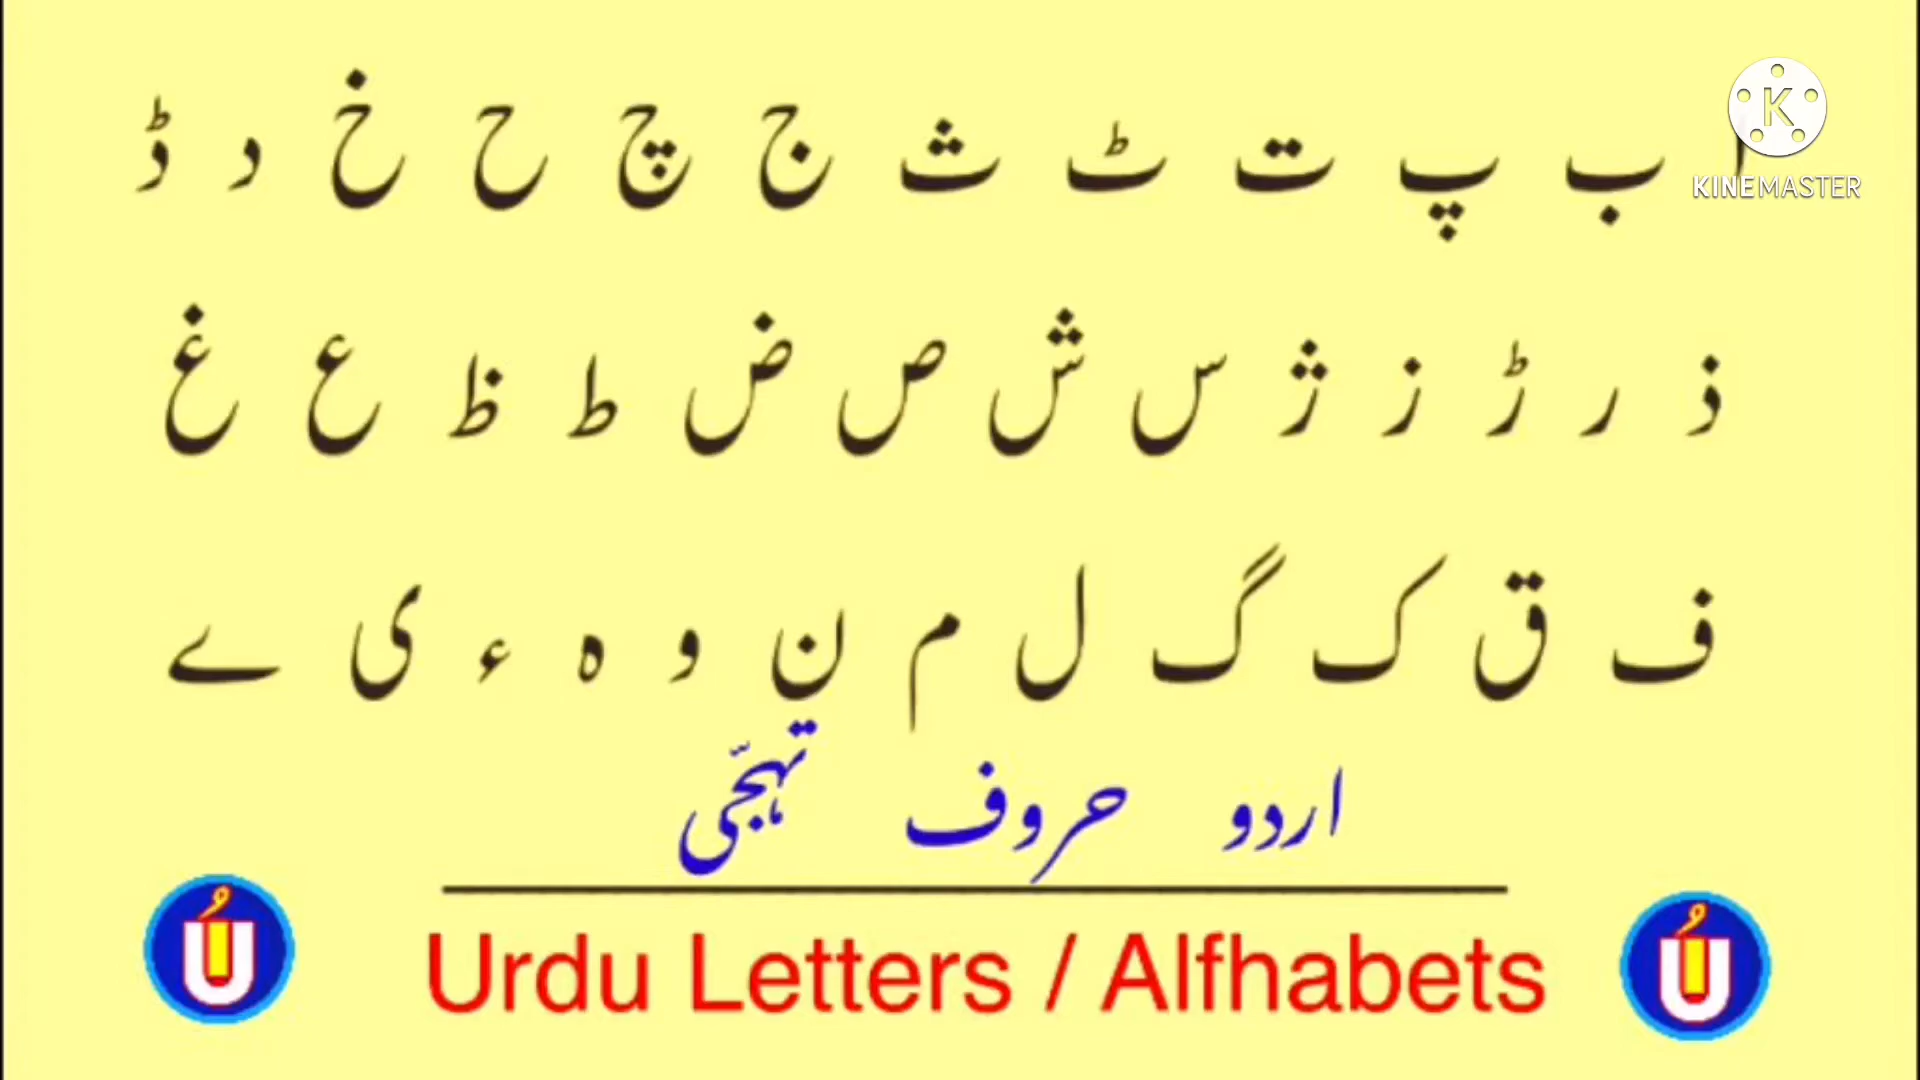 ا ب پ ت ٹ ث ج چ ح خ د ڈ
KINEMASTER
ذ ر ڑ ز ژ س ش ص ض ط ظ ع غ
ف ق ک گ ل م ن و ہ ء ی ے
اردو حروف تہجّی
Urdu Letters / Alfhabets